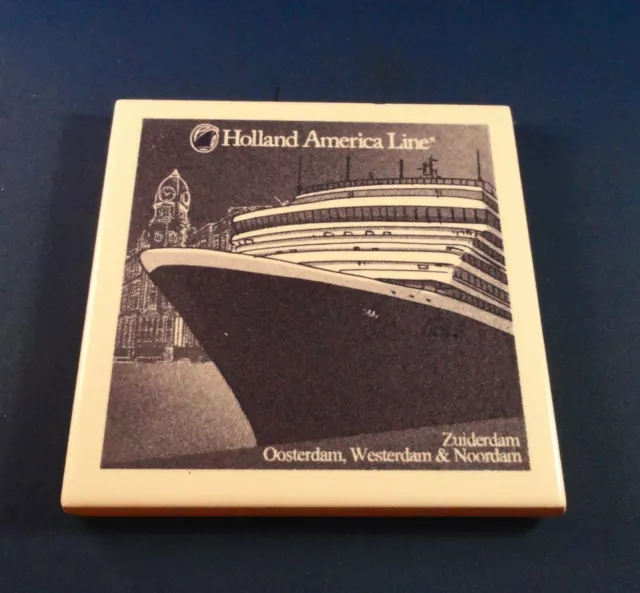 Holland America Line®
Zuiderdam
Oosterdam, Westerdam & Noordam